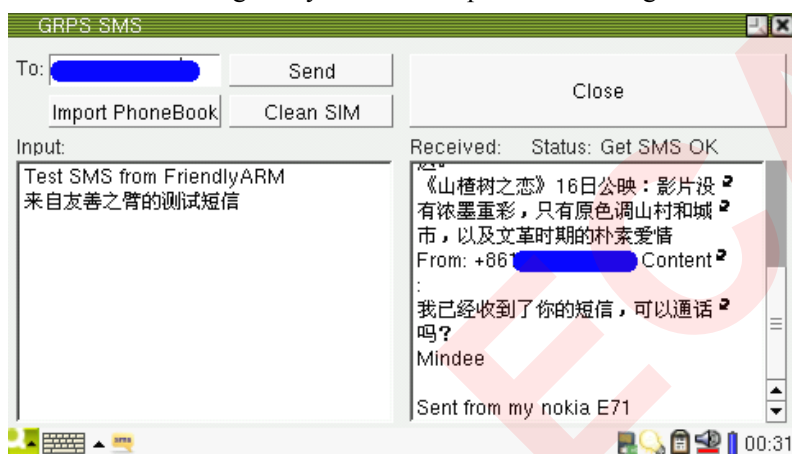 GRPS SMS
To:
Send
Close
Import PhoneBook
Clean SIM
Input:
Received: Status: Get SMS OK
Test SMS from FriendlyARM
来自友善之臂的测试短信
《山楂树之恋》16日公映：影片没
有浓墨重彩，只有原色调山村和城
市，以及文革时期的朴素爱情
From: +861
Content
:
我已经收到了你的短信，可以通话
吗？
Mindee
Sent from my nokia E71
00:31